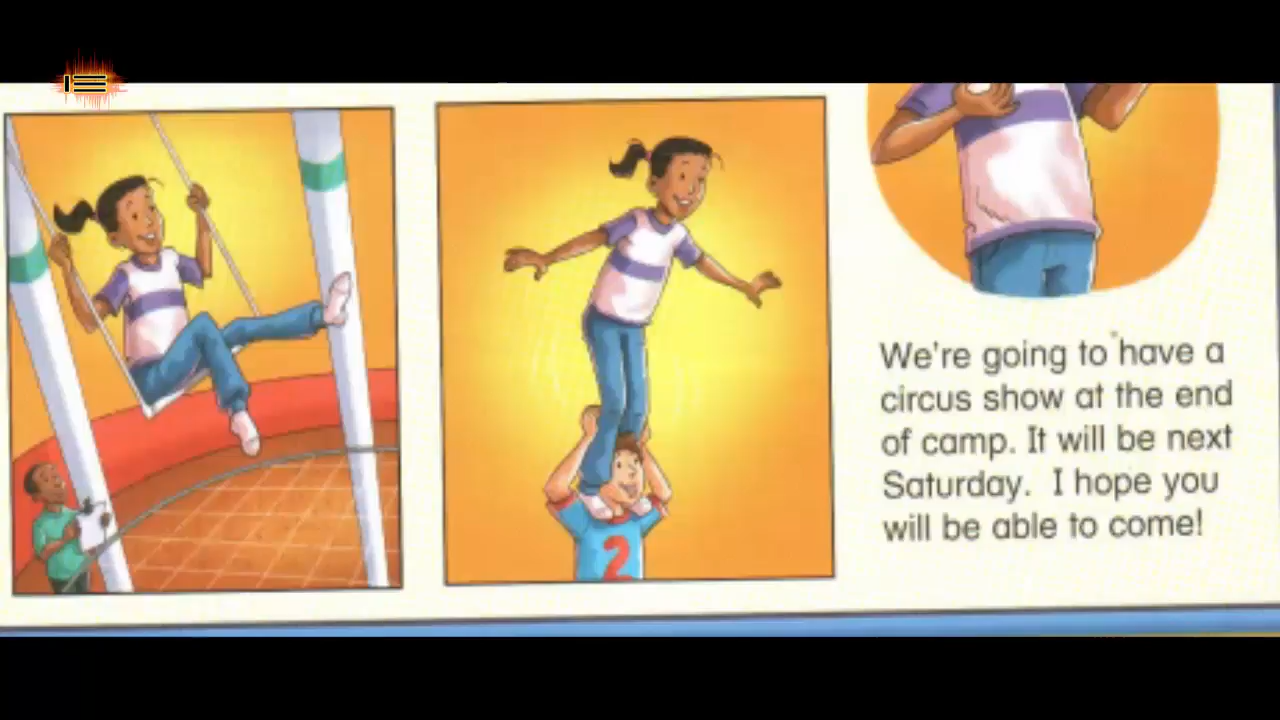 2
We're going to have a
circus show at the end
of camp. It will be next
Saturday. I hope you
will be able to come!